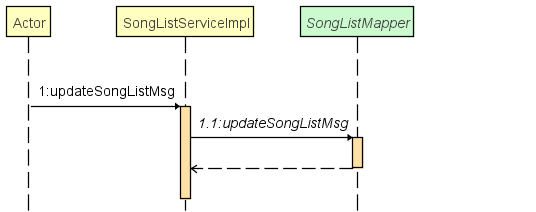 Actor
SongListServiceImpl
SongListMapper
1:updateSongListMsg
1.1:updateSongListMsg